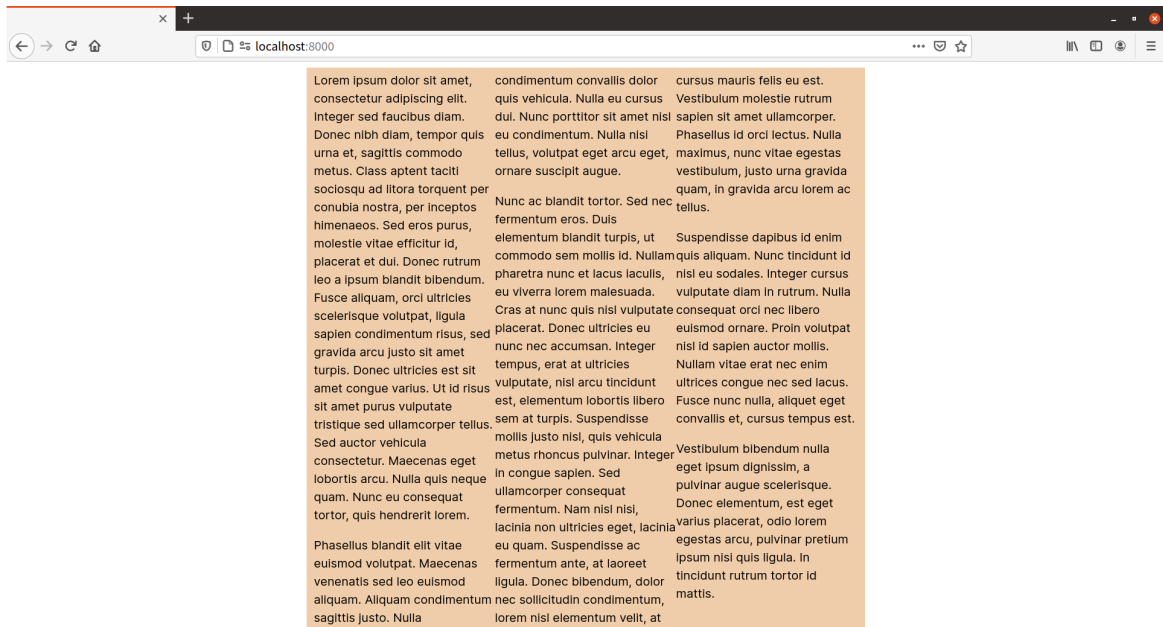 localhost:8000
Lorem ipsum dolor sit amet,
consectetur adipiscing elit.
Integer sed faucibus diam.
Donec nibh diam, tempor quis
urna et, sagittis commodo
metus. Class aptent taciti
sociosqu ad litora torquent per
conubia nostra, per inceptos
himenaeos. Sed eros purus,
molestie vitae efficitur id,
placerat et dui. Donec rutrum
leo a ipsum blandit bibendum.
Fusce aliquam, orci ultricies
scelerisque volutpat, ligula
sapien condimentum risus, sed
gravida arcu justo sit amet
turpis. Donec ultricies est sit
amet congue varius. Ut id risus
sit amet purus vulputate
tristique sed ullamcorper tellus.
Sed auctor vehicula
consectetur. Maecenas eget
lobortis arcu. Nulla quis neque
quam. Nunc eu consequat
tortor, quis hendrerit lorem.
Phasellus blandit elit vitae
euismod volutpat. Maecenas
venenatis sed leo euismod
aliquam. Aliquam condimentum
sagittis justo. Nulla
condimentum convallis dolor
quis vehicula. Nulla eu cursus
dui. Nunc porttitor sit amet nisl
eu condimentum. Nulla nisi
tellus, volutpat eget arcu eget,
ornare suscipit augue.
Nunc ac blandit tortor. Sed nec
fermentum eros. Duis
elementum blandit turpis, ut
commodo sem mollis id. Nullam
pharetra nunc et lacus iaculis,
eu viverra lorem malesuada.
Cras at nunc quis nisl vulputate
placerat. Donec ultricies eu
nunc nec accumsan. Integer
tempus, erat at ultricies
vulputate, nisl arcu tincidunt
est, elementum lobortis libero
sem at turpis. Suspendisse
mollis justo nisl, quis vehicula
metus rhoncus pulvinar. Integer
in congue sapien. Sed
ullamcorper consequat
fermentum. Nam nisl nisi,
lacinia non ultricies eget, lacinia
eu quam. Suspendisse ac
fermentum ante, at laoreet
ligula. Donec bibendum, dolor
nec sollicitudin condimentum,
lorem nisl elementum velit, at
cursus mauris felis eu est.
Vestibulum molestie rutrum
sapien sit amet ullamcorper.
Phasellus id orci lectus. Nulla
maximus, nunc vitae egestas
vestibulum, justo urna gravida
quam, in gravida arcu lorem ac
tellus.
Suspendisse dapibus id enim
quis aliquam. Nunc tincidunt id
nisl eu sodales. Integer cursus
vulputate diam in rutrum. Nulla
consequat orci nec libero
euismod ornare. Proin volutpat
nisl id sapien auctor mollis.
Nullam vitae erat nec enim
ultrices congue nec sed lacus.
Fusce nunc nulla, aliquet eget
convallis et, cursus tempus est.
Vestibulum bibendum nulla
eget ipsum dignissim, a
pulvinar augue scelerisque.
Donec elementum, est eget
varius placerat, odio lorem
egestas arcu, pulvinar pretium
ipsum nisi quis ligula. In
tincidunt rutrum tortor id
mattis.